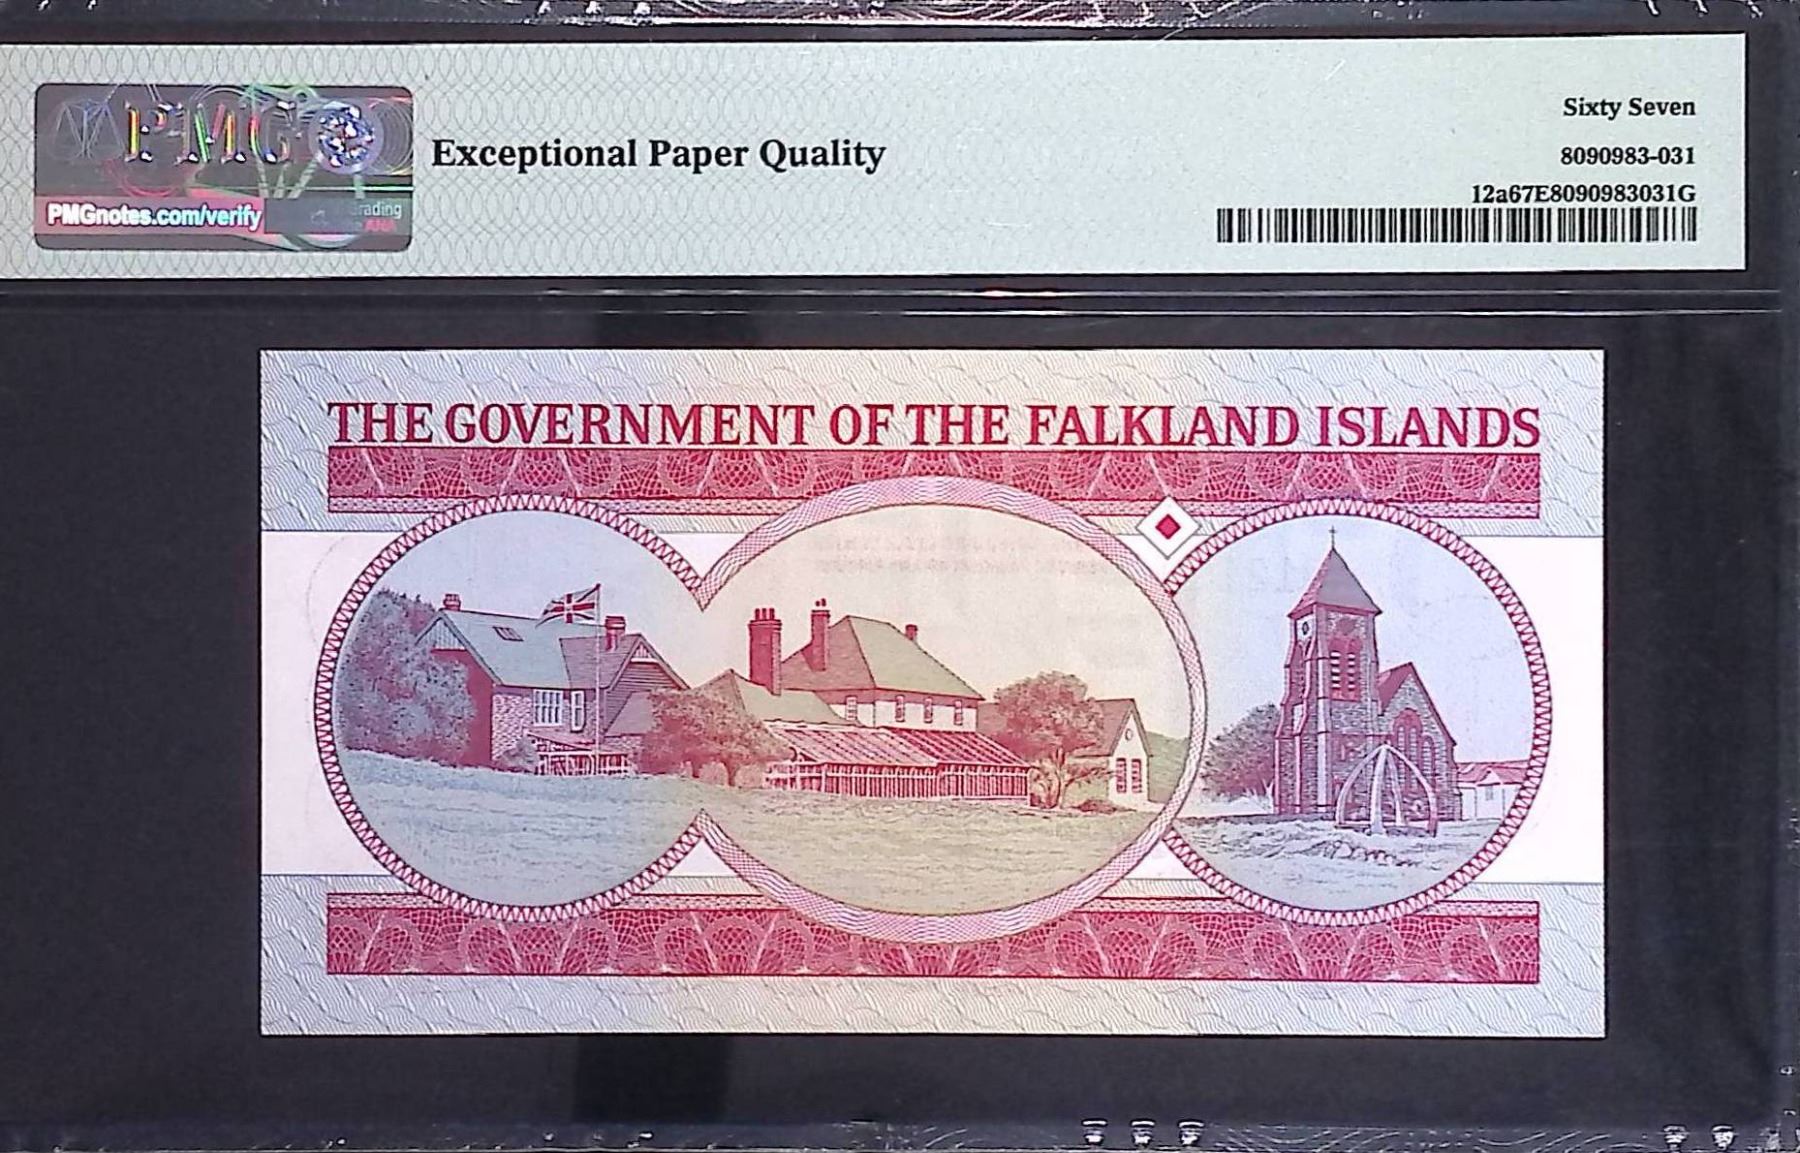 PMG
PMGnotes.com/verify
Exceptional Paper Quality
Sixty Seven
8090983-031
12a67E8090983031G
THE GOVERNMENT OF THE FALKLAND ISLANDS